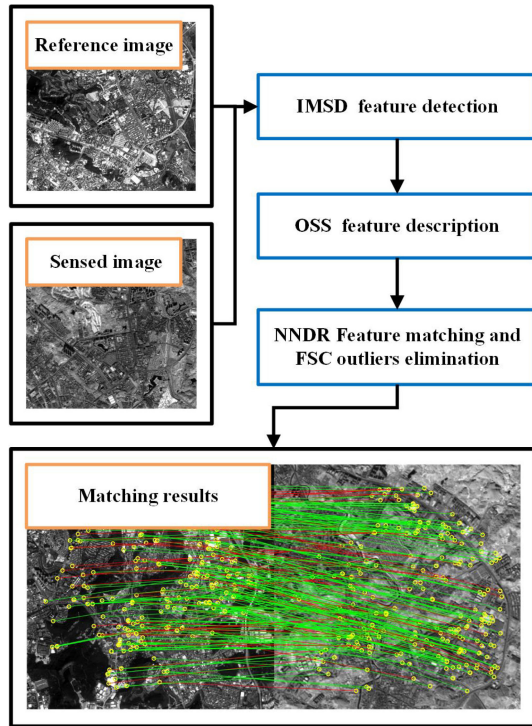 Reference image
IMSD feature detection
OSS feature description
Sensed image
NNDR Feature matching and
FSC outliers elimination
Matching results